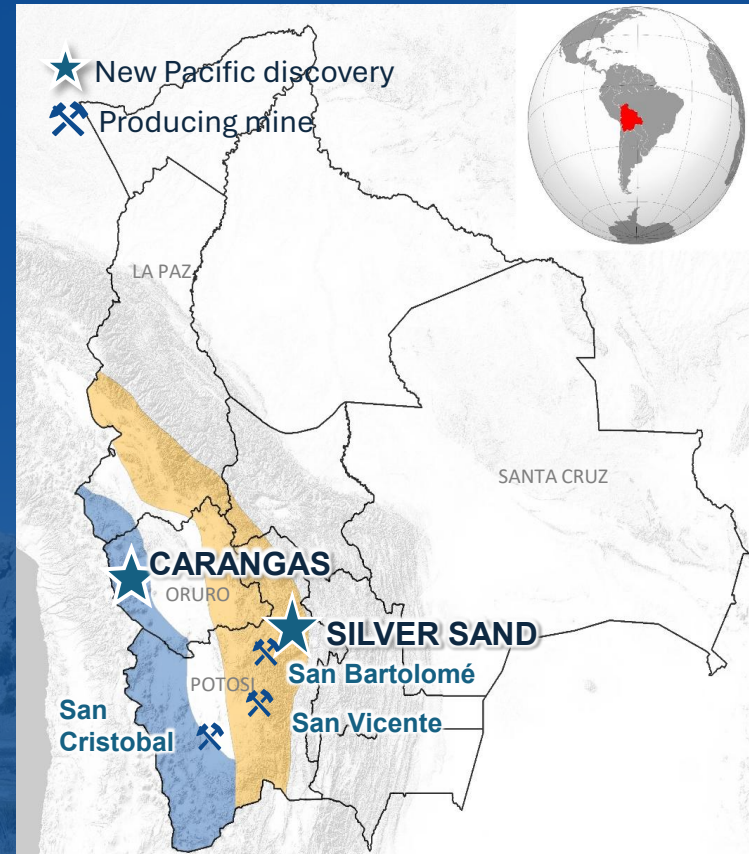 New Pacific discovery
Producing mine
LA PAZ
SANTA CRUZ
CARANGAS
ORURO
SILVER SAND
San Bartolomé
POTOSI
San Vicente
San
Cristobal